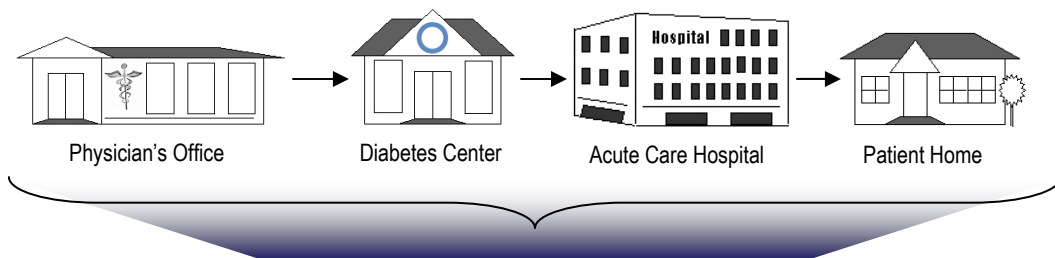 Hospital
Physician's Office
Diabetes Center
Acute Care Hospital
Patient Home